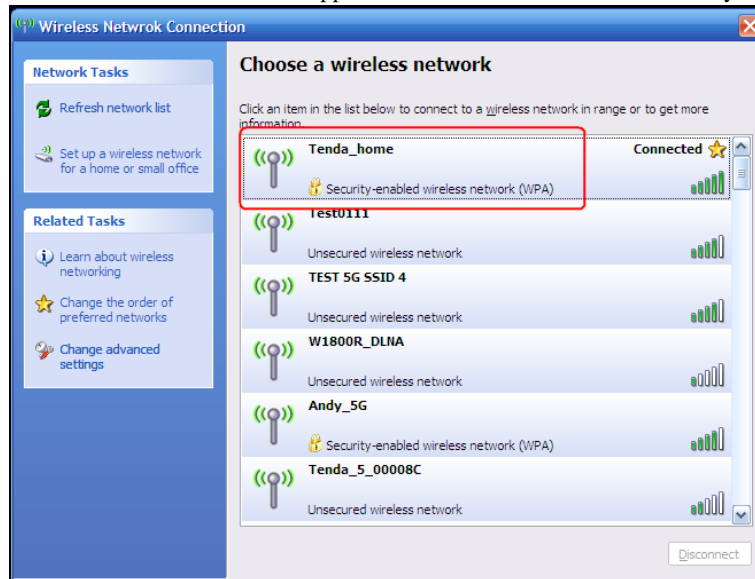 Wireless Netwrok Connection
Network Tasks
Refresh network list
Set up a wireless network
for a home or small office
Related Tasks
Learn about wireless
networking
Change the order of
preferred networks
Change advanced
settings
Choose a wireless network
Click an item in the list below to connect to a wireless network in range or to get more
information.
Tenda_home
Connected
Security-enabled wireless network (WPA)
Test0111
Unsecured wireless network
TEST 5G SSID 4
Unsecured wireless network
W1800R_DLNA
Unsecured wireless network
Andy_5G
Security-enabled wireless network (WPA)
Tenda_5_00008C
Unsecured wireless network
Disconnect